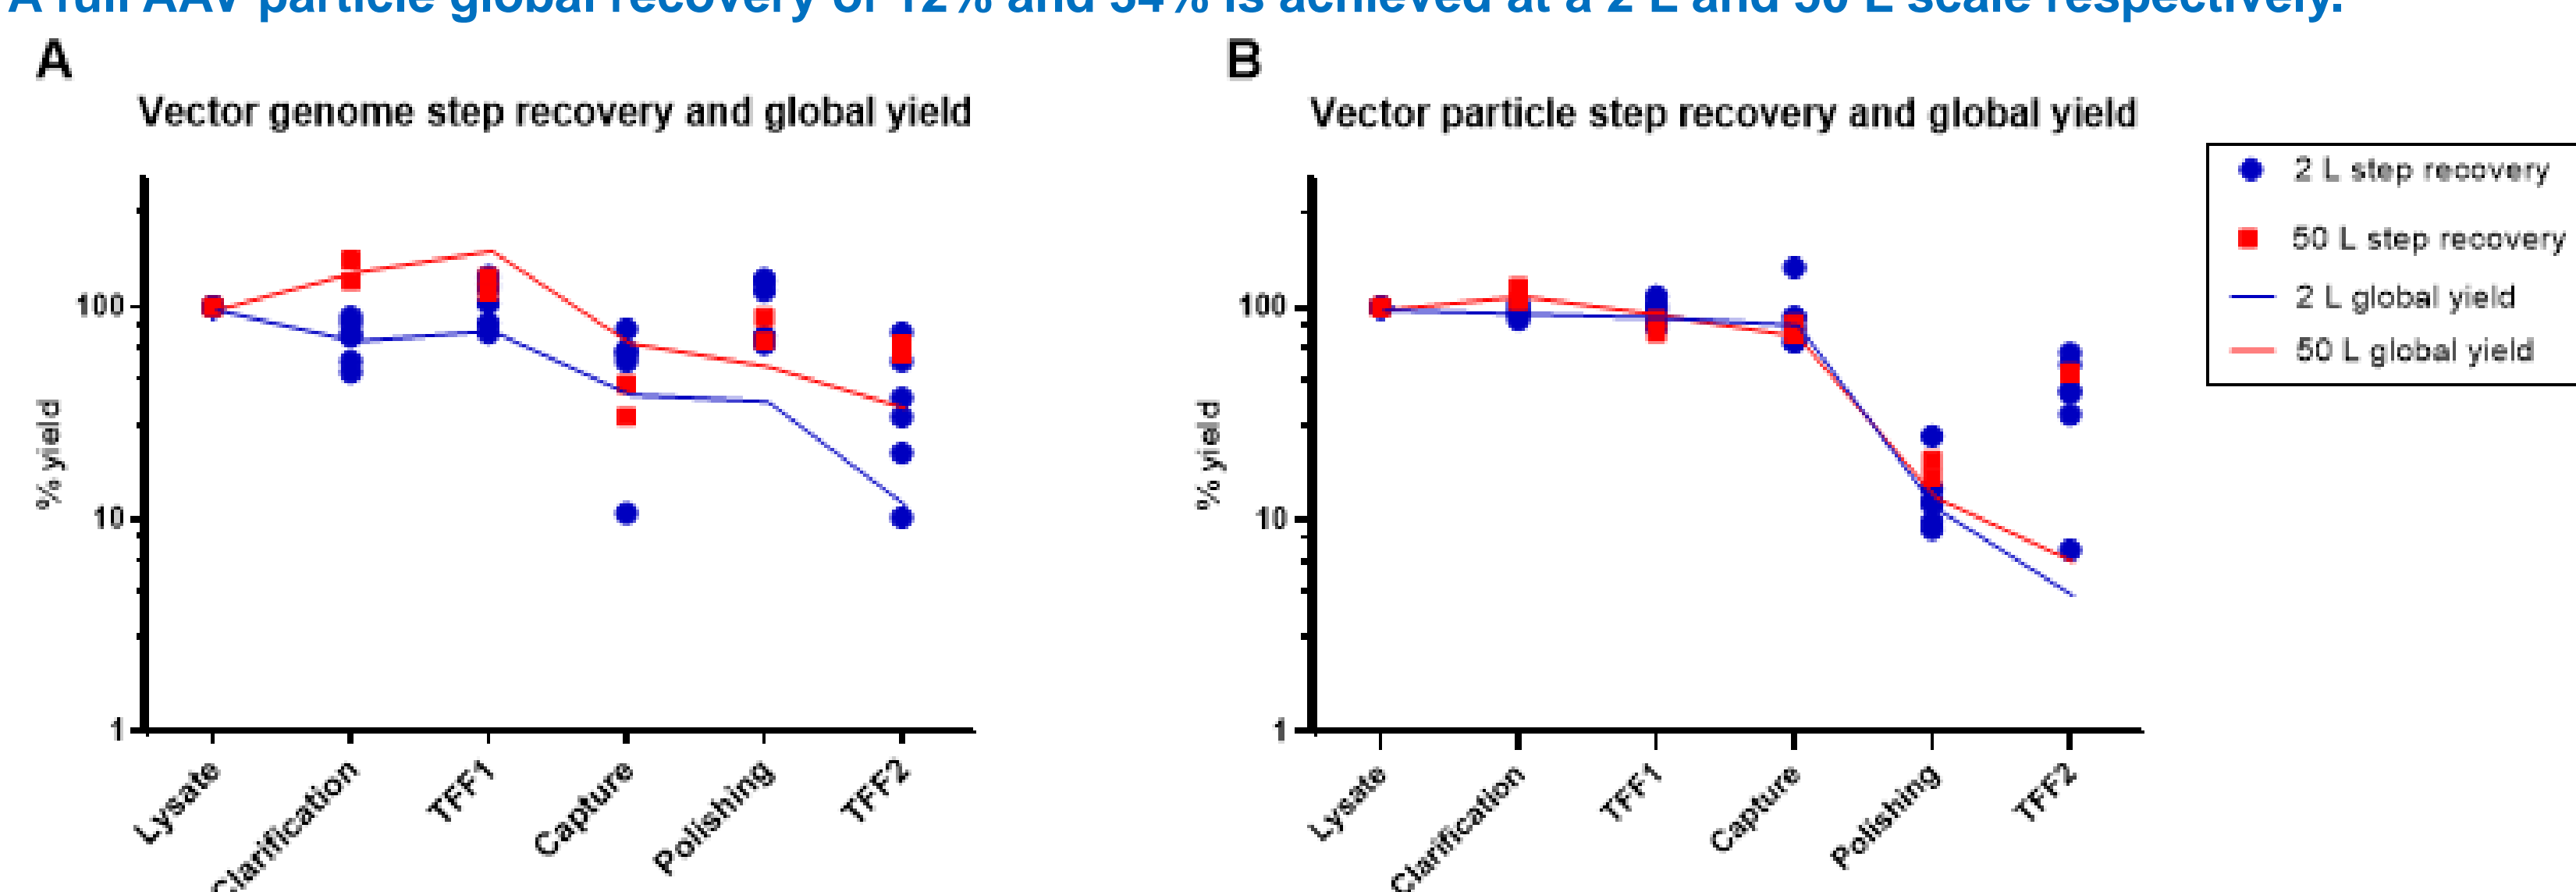 A full AAV particle global recovery of 12% and 34% is achieved at a 2 L and 50 L scale respectively.
A
Vector genome step recovery and global yield
% yield
100
10
1
Lysate
Clarification
TFF1
Capture
Polishing
TFF2
B
Vector particle step recovery and global yield
% yield
100
10
1
Lysate
Clarification
TFF1
Capture
Polishing
TFF2
2 L step recovery
50 L step recovery
2 L global yield
50 L global yield